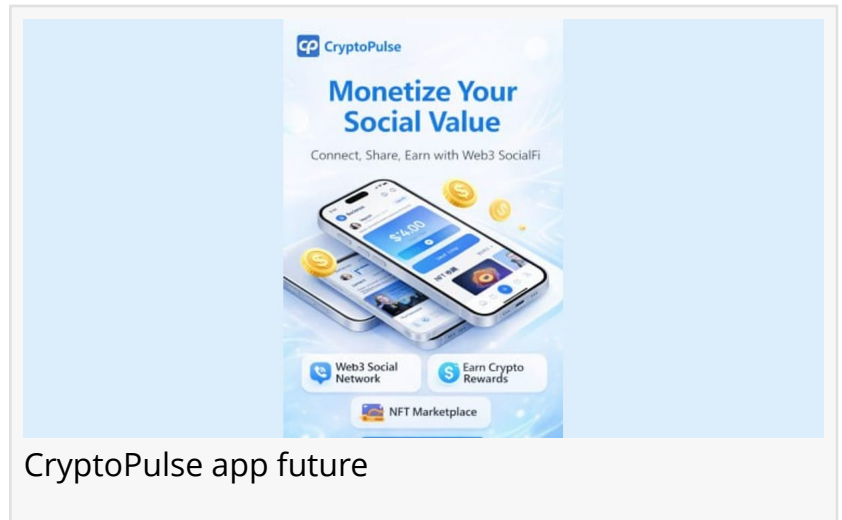 CryptoPulse
Monetize Your
Social Value
Connect, Share, Earn with Web3 SocialFi
$4.00
Web3 Social
Network
Earn Crypto
Rewards
NFT Marketplace
CryptoPulse app future